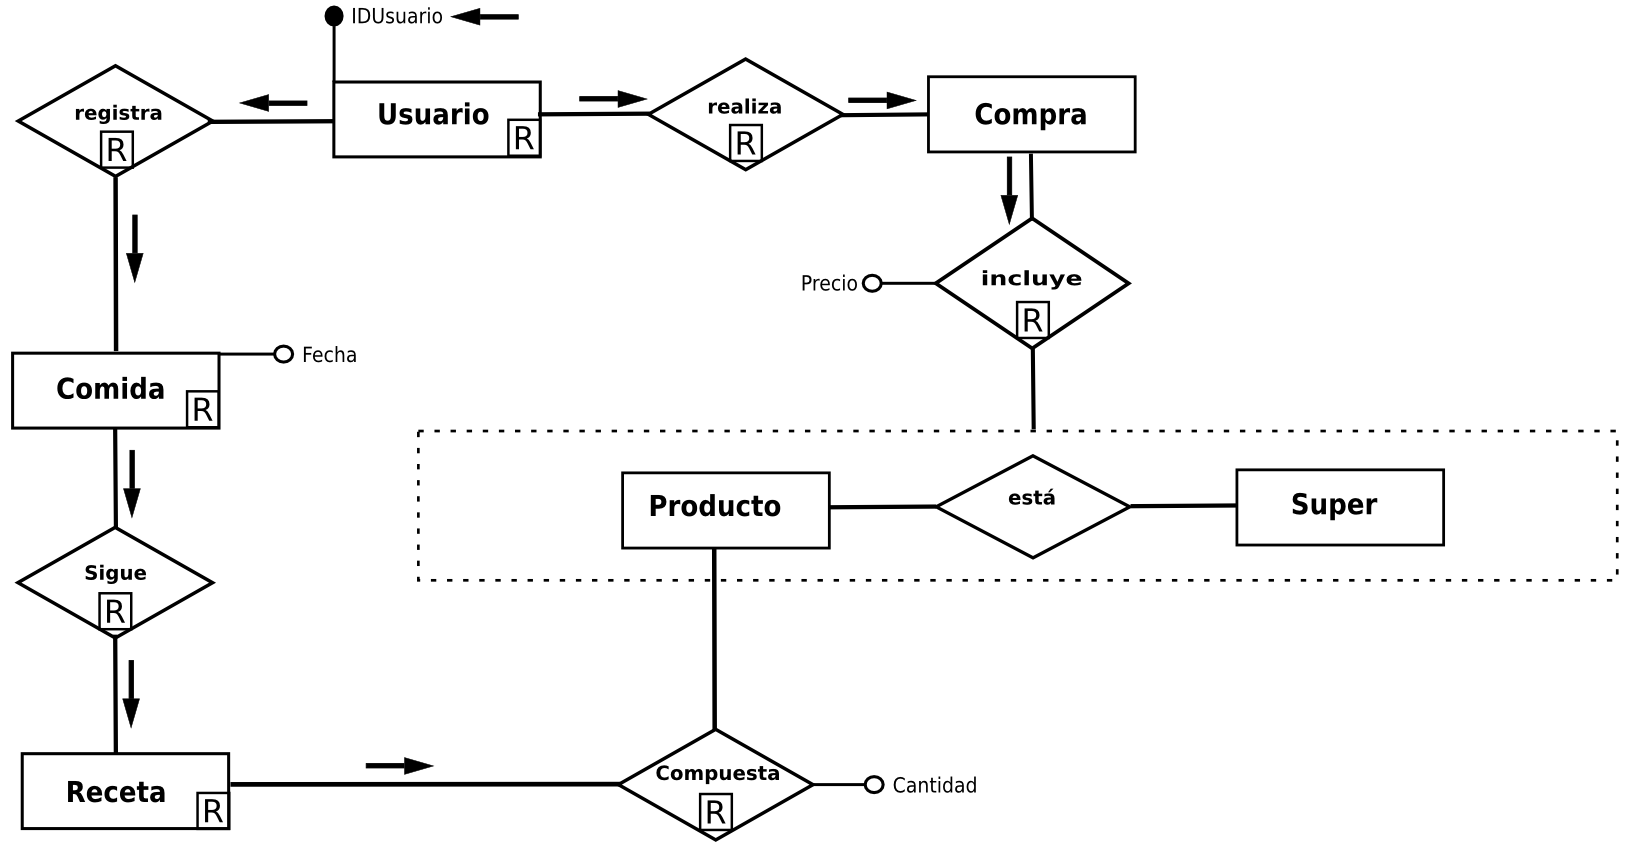 IDUsuario
registra
R
Usuario
R
realiza
R
Compra
Precio
incluye
R
Comida
R
Fecha
Producto
está
Super
Sigue
R
Receta
R
Compuesta
R
Cantidad